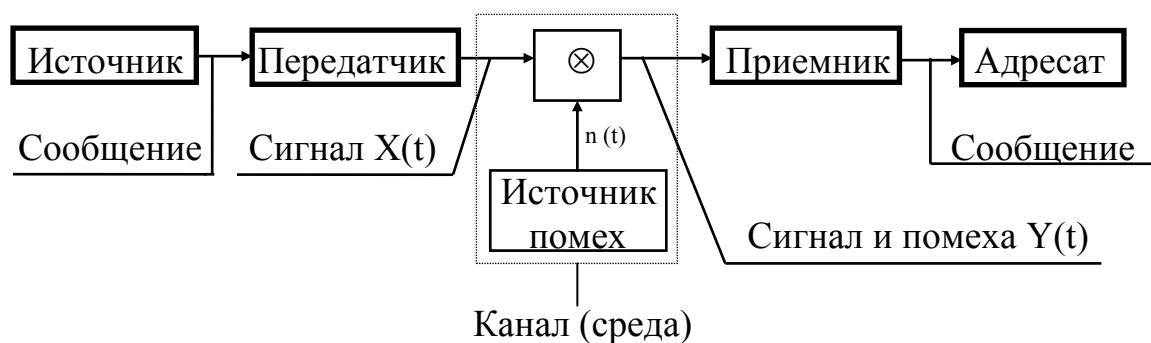 Источник
Передатчик
⊗
Приемник
Адресат
Сообщение
Сигнал X(t)
n (t)
Сообщение
Источник
помех
Сигнал и помеха Y(t)
Канал (среда)